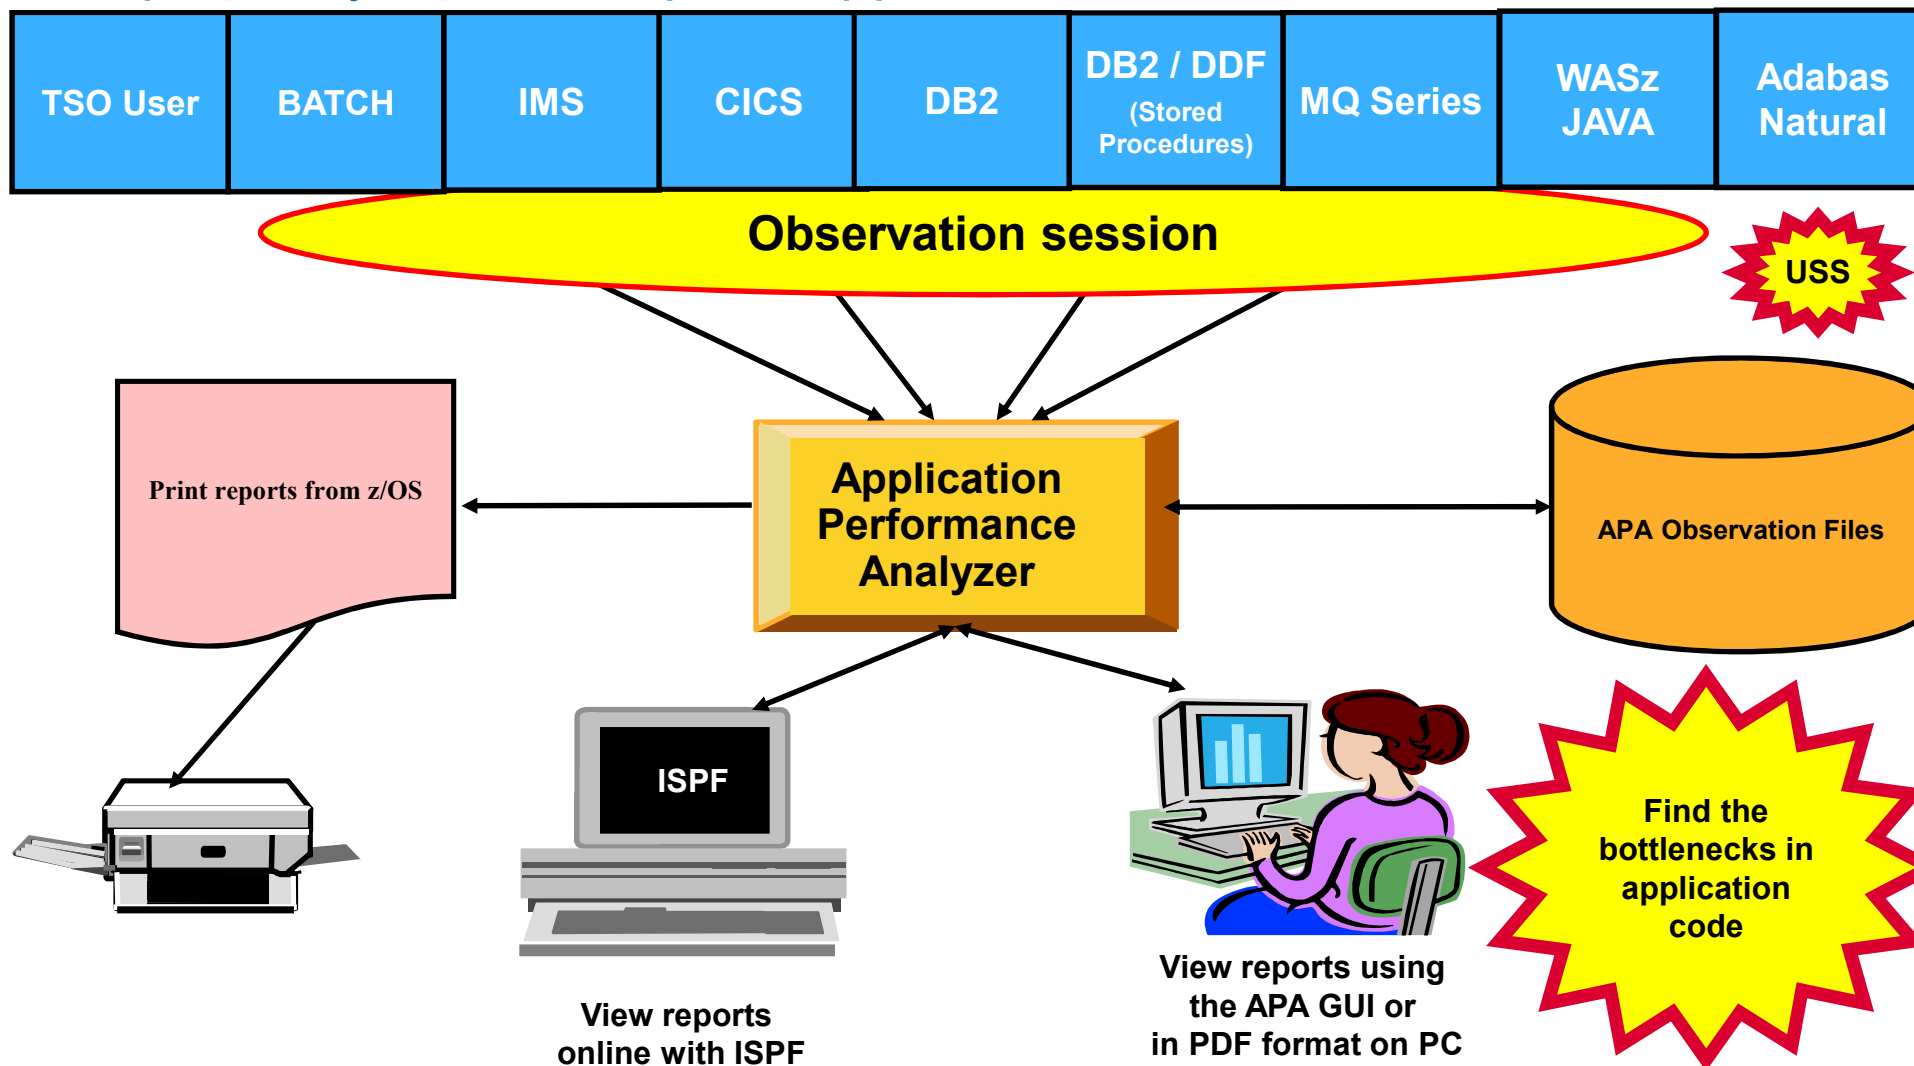 TSO User
BATCH
IMS
CICS
DB2
DB2 / DDF
(Stored
Procedures)
MQ Series
WASz
JAVA
Adabas
Natural
Observation session
USS
Print reports from z/OS
Application
Performance
Analyzer
APA Observation Files
ISPF
Find the
bottlenecks in
application
code
View reports
online with ISPF
View reports using
the APA GUI or
in PDF format on PC